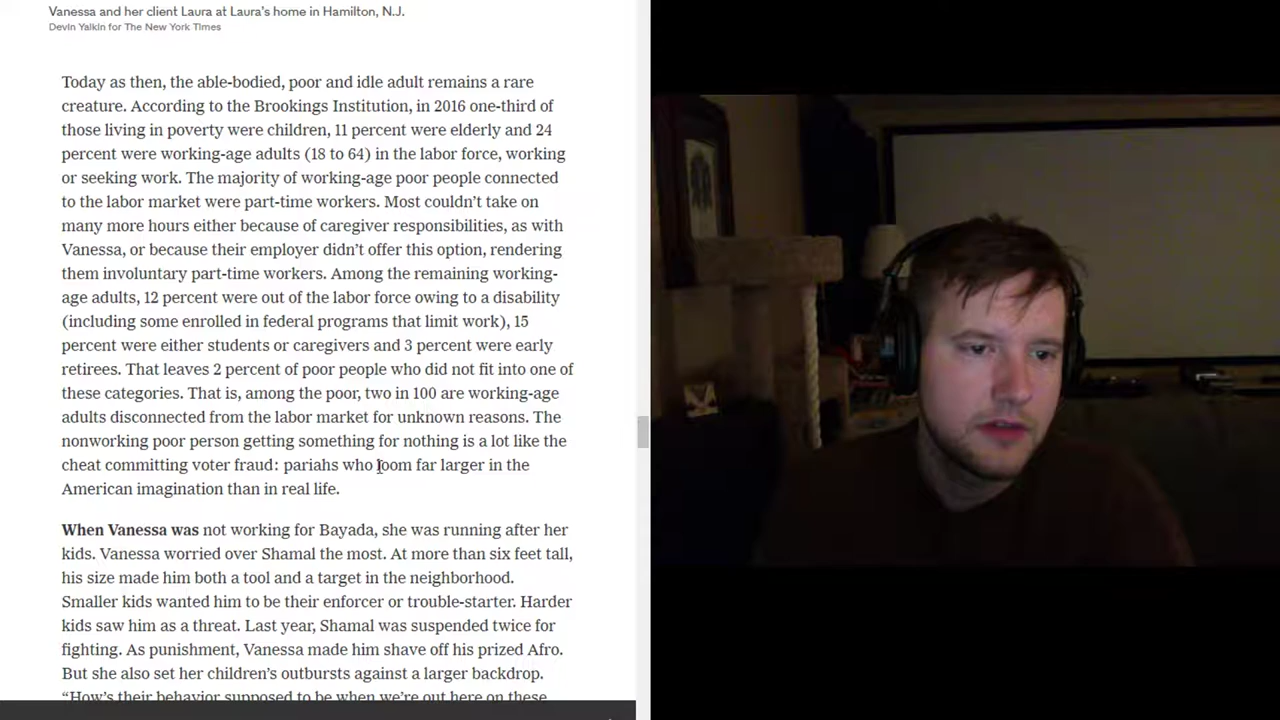 Vanessa and her client Laura at Laura's home in Hamilton, N.J.
Devin Yalkin for The New York Times
Today as then, the able-bodied, poor and idle adult remains a rare
creature. According to the Brookings Institution, in 2016 one-third of
those living in poverty were children, 11 percent were elderly and 24
percent were working-age adults (18 to 64) in the labor force, working
or seeking work. The majority of working-age poor people connected
to the labor market were part-time workers. Most couldn't take on
many more hours either because of caregiver responsibilities, as with
Vanessa, or because their employer didn't offer this option, rendering
them involuntary part-time workers. Among the remaining working-
age adults, 12 percent were out of the labor force owing to a disability
(including some enrolled in federal programs that limit work), 15
percent were either students or caregivers and 3 percent were early
retirees. That leaves 2 percent of poor people who did not fit into one of
these categories. That is, among the poor, two in 100 are working-age
adults disconnected from the labor market for unknown reasons. The
nonworking poor person getting something for nothing is a lot like the
cheat committing voter fraud: pariahs who loom far larger in the
American imagination than in real life.
When Vanessa was not working for Bayada, she was running after her
kids. Vanessa worried over Shamal the most. At more than six feet tall,
his size made him both a tool and a target in the neighborhood.
Smaller kids wanted him to be their enforcer or trouble-starter. Harder
kids saw him as a threat. Last year, Shamal was suspended twice for
fighting. As punishment, Vanessa made him shave off his prized Afro.
But she also set her children's outbursts against a larger backdrop.
“How's their behavior supposed to be when we're out here on these